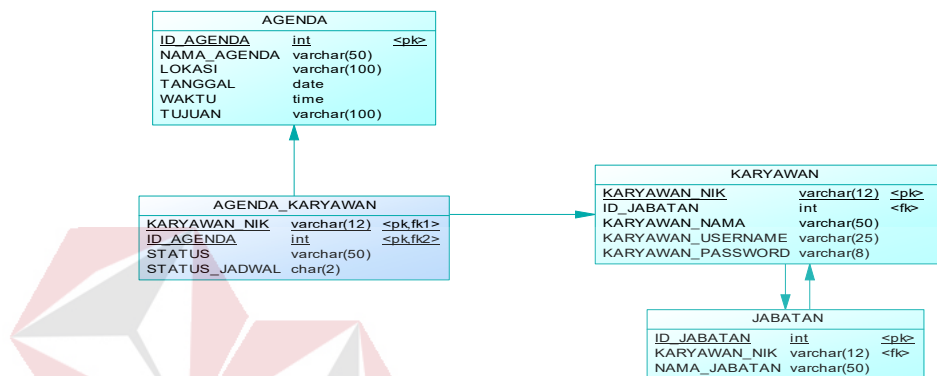 AGENDA
ID_AGENDA int <pk>
NAMA_AGENDA varchar(50)
LOKASI varchar(100)
TANGGAL date
WAKTU time
TUJUAN varchar(100)
AGENDA_KARYAWAN
KARYAWAN_NIK varchar(12) <pk,fk1>
ID_AGENDA int <pk,fk2>
STATUS varchar(50)
STATUS_JADWAL char(2)
KARYAWAN
KARYAWAN_NIK varchar(12) <pk>
ID_JABATAN int <fk>
KARYAWAN_NAMA varchar(50)
KARYAWAN_USERNAME varchar(25)
KARYAWAN_PASSWORD varchar(8)
JABATAN
ID_JABATAN int <pk>
KARYAWAN_NIK varchar(12) <fk>
NAMA_JABATAN varchar(50)